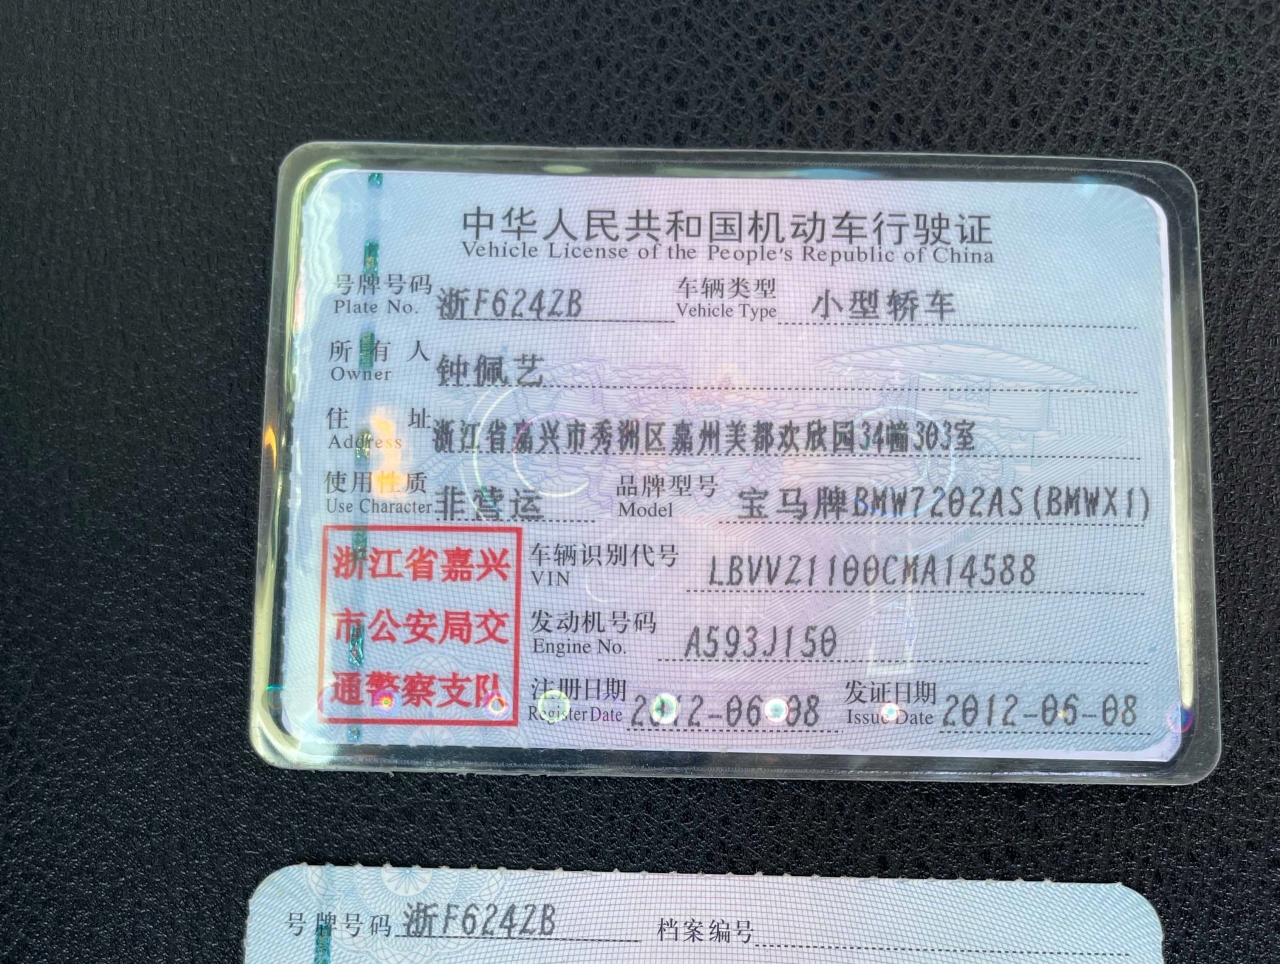 中华人民共和国机动车行驶证
Vehicle License of the People's Republic of China
号牌号码 浙F624ZB 车辆类型 小型轿车
Plate No. Vehicle Type
所有人 钟佩艺
Owner
住址 浙江省嘉兴市秀洲区嘉州美都欢欣园34幢303室
Address
使用性质 非营运 品牌型号 宝马牌BMW7202AS(BMWX1)
Use Character Model
浙江省嘉兴
市公安局交
通警察支队
车辆识别代号 LBVVZ1100CMA14588
VIN
发动机号码 A593J150
Engine No.
注册日期 2012-06-08 发证日期 2012-06-08
Register Date Issue Date
号牌号码 浙F624ZB 档案编号